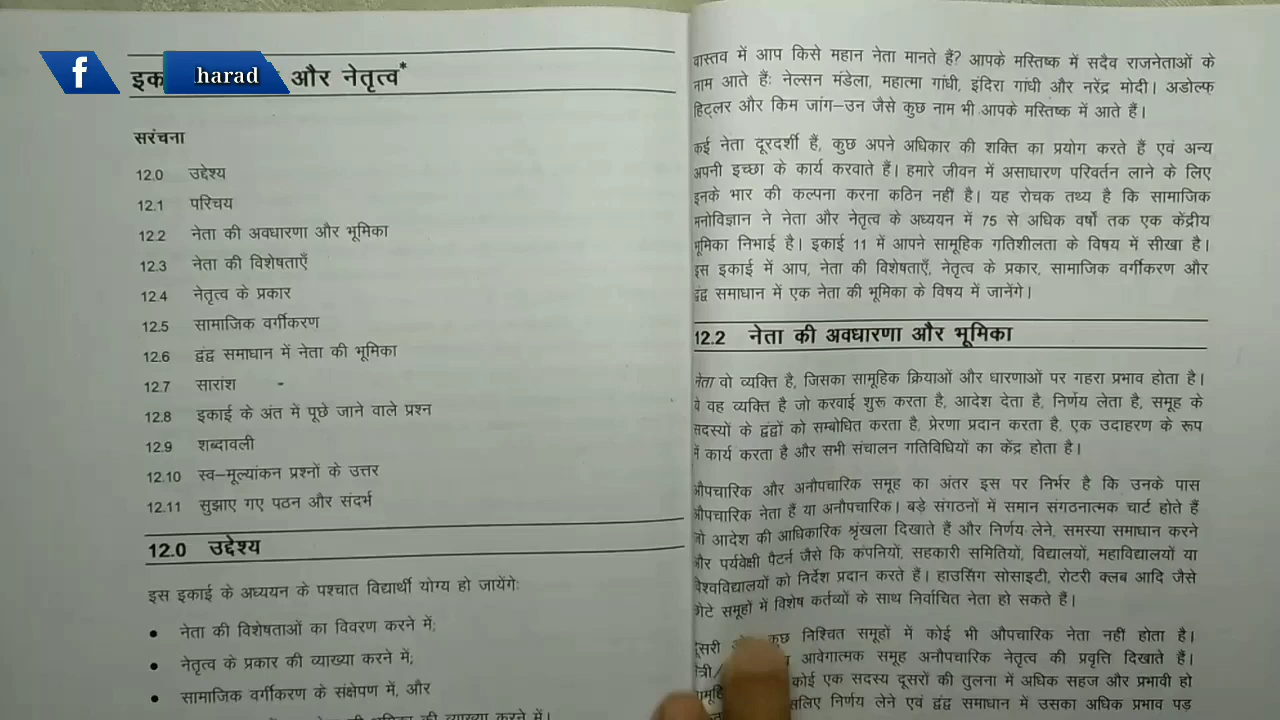 f harad
और नेतृत्व*
सरंचना
12.0 उद्देश्य
12.1 परिचय
12.2 नेता की अवधारणा और भूमिका
12.3 नेता की विशेषताएँ
12.4 नेतृत्व के प्रकार
12.5 सामाजिक वर्गीकरण
12.6 द्वंद्व समाधान में नेता की भूमिका
12.7 सारांश
12.8 इकाई के अंत में पूछे जाने वाले प्रश्न
12.9 शब्दावली
12.10 स्व–मूल्यांकन प्रश्नों के उत्तर
12.11 सुझाए गए पठन और संदर्भ
12.0 उद्देश्य
इस इकाई के अध्ययन के पश्चात विद्यार्थी योग्य हो जायेंगेः
• नेता की विशेषताओं का विवरण करने में;
• नेतृत्व के प्रकार की व्याख्या करने में;
• सामाजिक वर्गीकरण के संक्षेपण में, और
की भूमिका की व्याख्या करने में।
वास्तव में आप किसे महान नेता मानते हैं? आपके मस्तिष्क में सदैव राजनेताओं के
नाम आते हैंः नेल्सन मंडेला, महात्मा गांधी, इंदिरा गांधी और नरेंद्र मोदी। अडोल्फ
हिट्लर और किम जांग–उन जैसे कुछ नाम भी आपके मस्तिष्क में आते हैं।
कई नेता दूरदर्शी हैं, कुछ अपने अधिकार की शक्ति का प्रयोग करते हैं एवं अन्य
अपनी इच्छा के कार्य करवाते हैं। हमारे जीवन में असाधारण परिवर्तन लाने के लिए
इनके भार की कल्पना करना कठिन नहीं है। यह रोचक तथ्य है कि सामाजिक
मनोविज्ञान ने नेता और नेतृत्व के अध्ययन में 75 से अधिक वर्षों तक एक केंद्रीय
भूमिका निभाई है। इकाई 11 में आपने सामूहिक गतिशीलता के विषय में सीखा है।
इस इकाई में आप, नेता की विशेषताएँ, नेतृत्व के प्रकार, सामाजिक वर्गीकरण और
द्वंद्व समाधान में एक नेता की भूमिका के विषय में जानेंगे।
12.2 नेता की अवधारणा और भूमिका
नेता वो व्यक्ति है, जिसका सामूहिक क्रियाओं और धारणाओं पर गहरा प्रभाव होता है।
ये वह व्यक्ति है जो करवाई शुरू करता है, आदेश देता है, निर्णय लेता है, समूह के
सदस्यों के द्वंद्वों को सम्बोधित करता है, प्रेरणा प्रदान करता है, एक उदाहरण के रूप
में कार्य करता है और सभी संचालन गतिविधियों का केंद्र होता है।
औपचारिक और अनौपचारिक समूह का अंतर इस पर निर्भर है कि उनके पास
औपचारिक नेता हैं या अनौपचारिक। बड़े संगठनों में समान संगठनात्मक चार्ट होते हैं
जो आदेश की आधिकारिक श्रृंखला दिखाते हैं और निर्णय लेने, समस्या समाधान करने
और पर्यवेक्षी पैटर्न जैसे कि कंपनियों, सहकारी समितियों, विद्यालयों, महाविद्यालयों या
विश्वविद्यालयों को निर्देश प्रदान करते हैं। हाउसिंग सोसाइटी, रोटरी क्लब आदि जैसे
छोटे समूहों में विशेष कर्तव्यों के साथ निर्वाचित नेता हो सकते हैं।
दूसरी कुछ निश्चित समूहों में कोई भी औपचारिक नेता नहीं होता है।
आवेगात्मक समूह अनौपचारिक नेतृत्व की प्रवृत्ति दिखाते हैं।
कोई एक सदस्य दूसरों की तुलना में अधिक सहज और प्रभावी हो
निर्णय लेने एवं द्वंद्व समाधान में उसका अधिक प्रभाव पड़